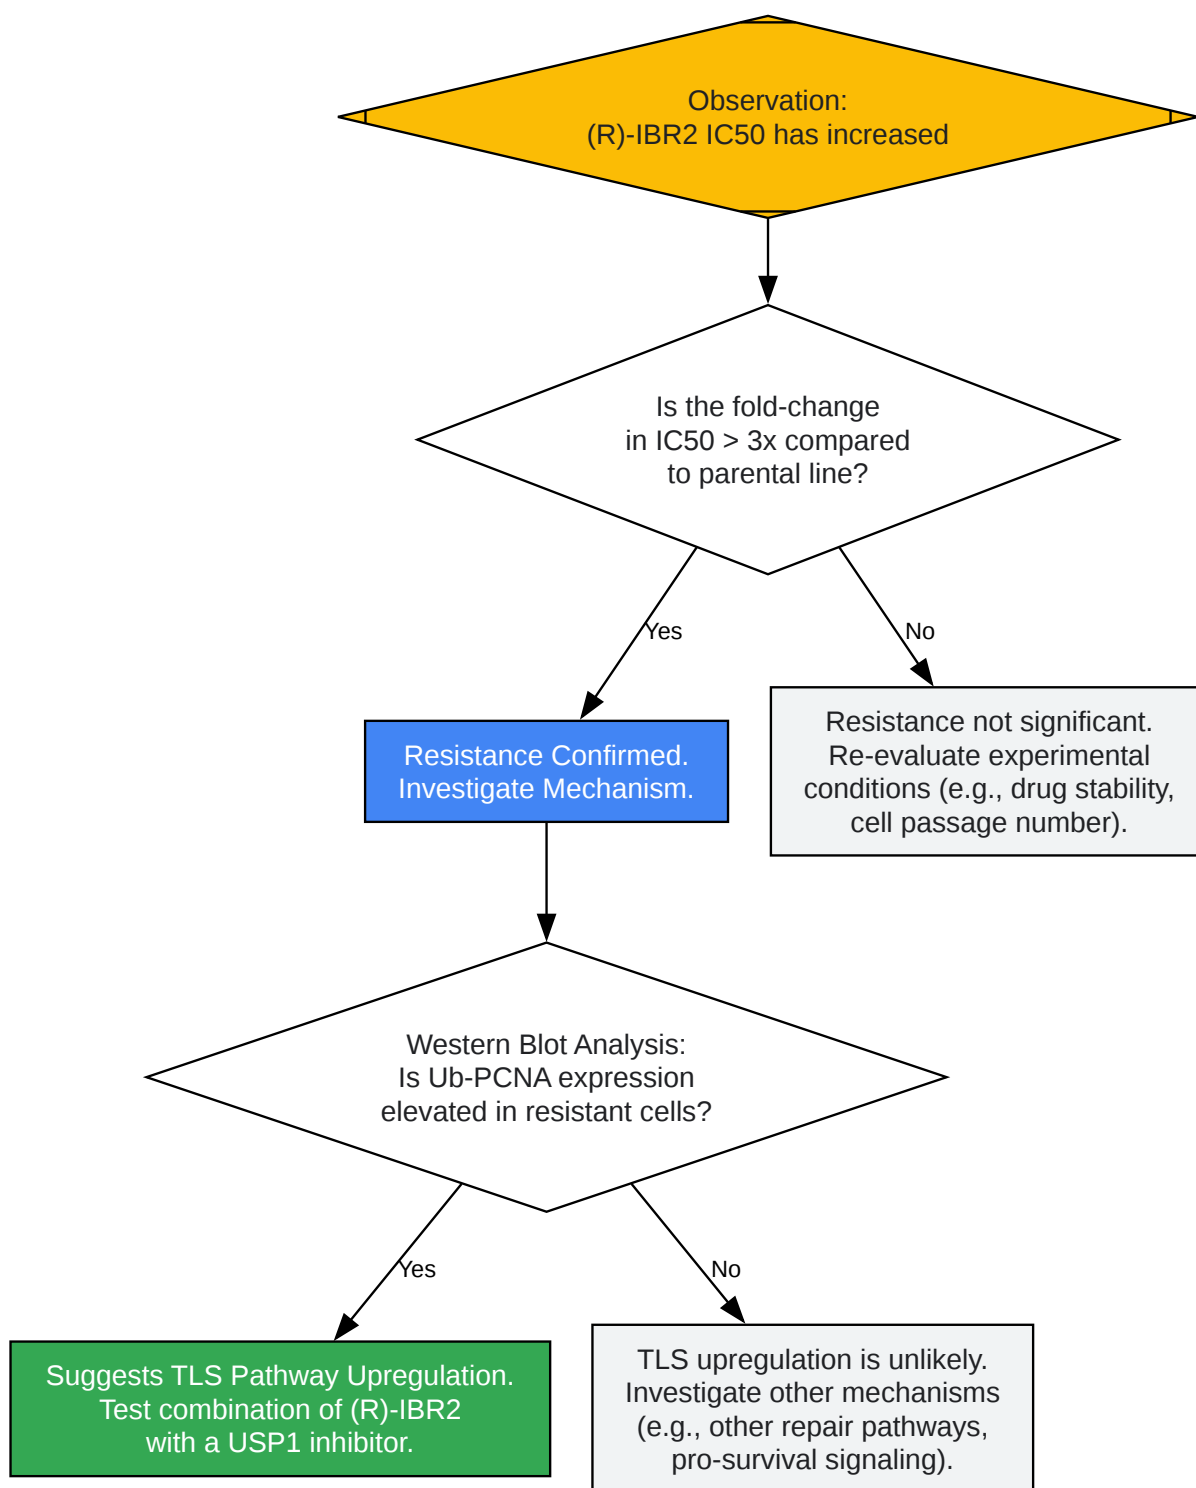 Observation:
(R)-IBR2 IC50 has increased
Is the fold-change
in IC50 > 3x compared
to parental line?
Yes
No
Resistance Confirmed.
Investigate Mechanism.
Resistance not significant.
Re-evaluate experimental
conditions (e.g., drug stability,
cell passage number).
Western Blot Analysis:
Is Ub-PCNA expression
elevated in resistant cells?
Yes
No
Suggests TLS Pathway Upregulation.
Test combination of (R)-IBR2
with a USP1 inhibitor.
TLS upregulation is unlikely.
Investigate other mechanisms
(e.g., other repair pathways,
pro-survival signaling).